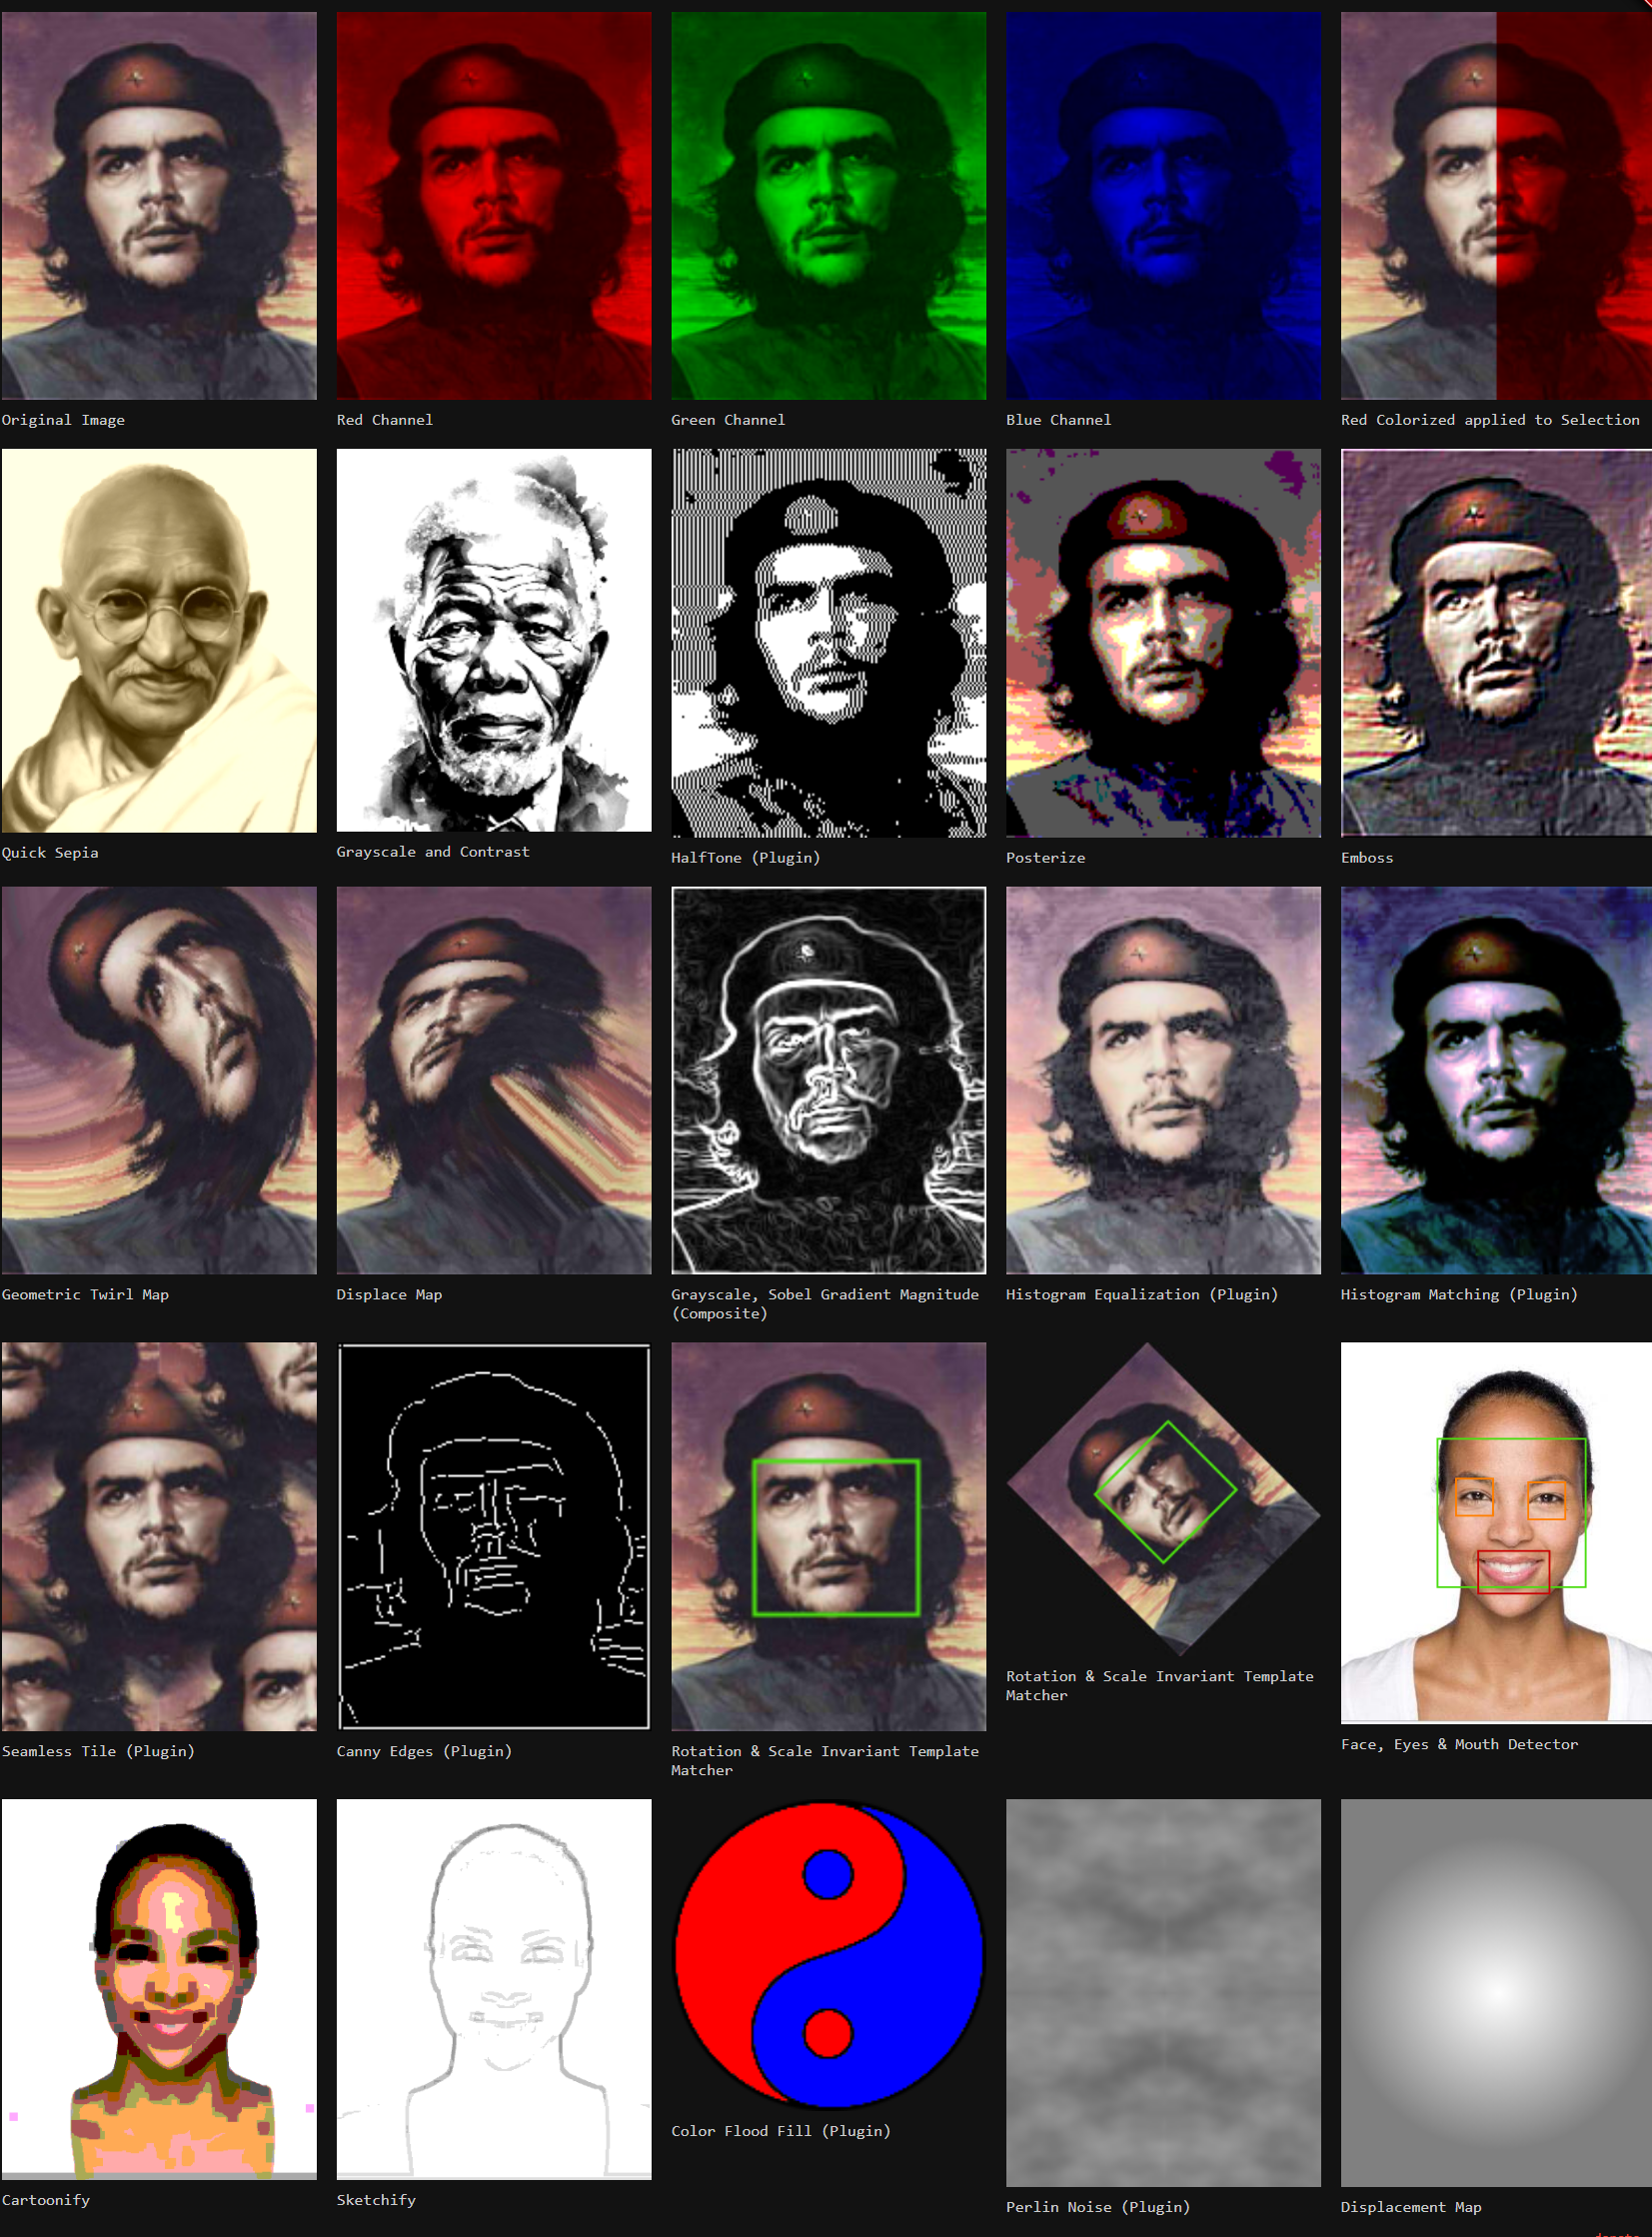 Original Image
Red Channel
Green Channel
Blue Channel
Red Colorized applied to Selection
Quick Sepia
Grayscale and Contrast
HalfTone (Plugin)
Posterize
Emboss
Geometric Twirl Map
Displace Map
Grayscale, Sobel Gradient Magnitude
(Composite)
Histogram Equalization (Plugin)
Histogram Matching (Plugin)
Seamless Tile (Plugin)
Canny Edges (Plugin)
Rotation & Scale Invariant Template
Matcher
Rotation & Scale Invariant Template
Matcher
Face, Eyes & Mouth Detector
Cartoonify
Sketchify
Color Flood Fill (Plugin)
Perlin Noise (Plugin)
Displacement Map